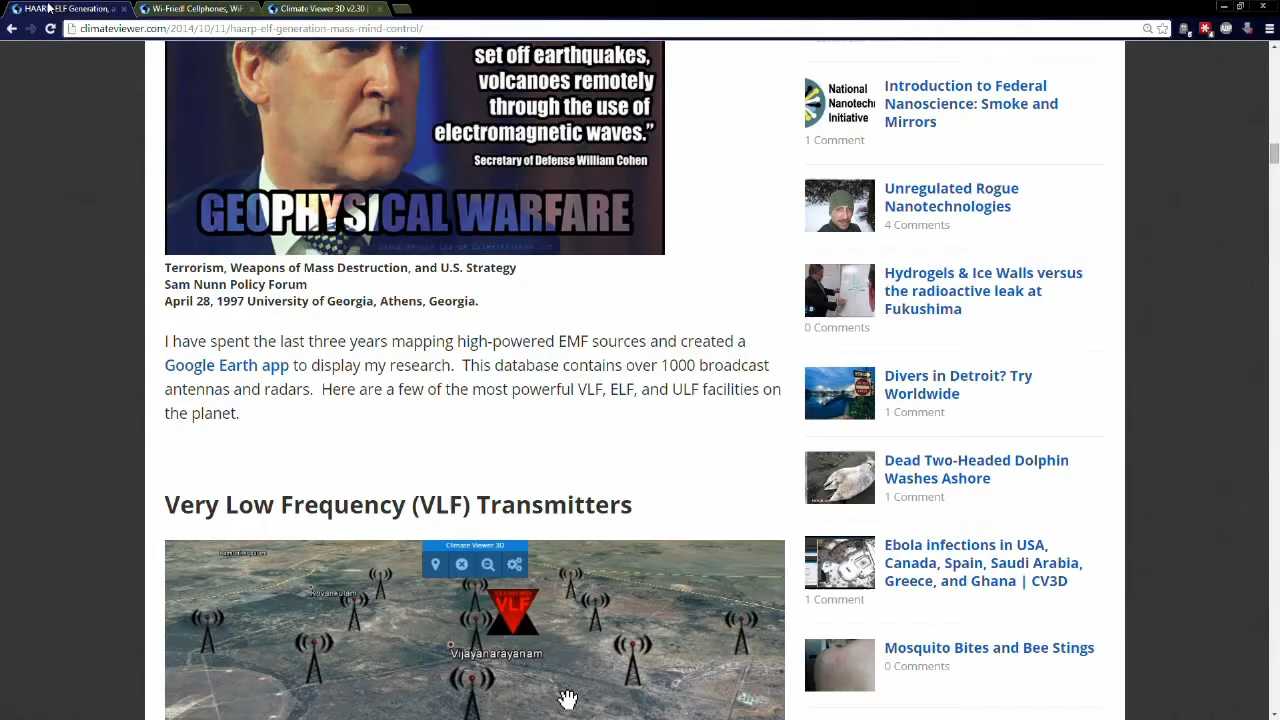 HAARP: ELF Generation, a
Wi-Fried! Cellphones, WiF
Climate Viewer 3D v2.30 |
climateviewer.com/2014/10/11/haarp-elf-generation-mass-mind-control/
set off earthquakes,
volcanoes remotely
through the use of
electromagnetic waves."
Secretary of Defense William Cohen
GEOPHYSICAL WARFARE
Terrorism, Weapons of Mass Destruction, and U.S. Strategy
Sam Nunn Policy Forum
April 28, 1997 University of Georgia, Athens, Georgia.
I have spent the last three years mapping high-powered EMF sources and created a
Google Earth app to display my research.  This database contains over 1000 broadcast
antennas and radars.  Here are a few of the most powerful VLF, ELF, and ULF facilities on
the planet.
Very Low Frequency (VLF) Transmitters
Climate Viewer 3D
Koyankulam
VLF
Vijayanarayanam
National
Nanotech
Initiative
Introduction to Federal
Nanoscience: Smoke and
Mirrors
1 Comment
Unregulated Rogue
Nanotechnologies
4 Comments
Hydrogels & Ice Walls versus
the radioactive leak at
Fukushima
0 Comments
Divers in Detroit? Try
Worldwide
1 Comment
Dead Two-Headed Dolphin
Washes Ashore
1 Comment
Ebola infections in USA,
Canada, Spain, Saudi Arabia,
Greece, and Ghana | CV3D
1 Comment
Mosquito Bites and Bee Stings
0 Comments